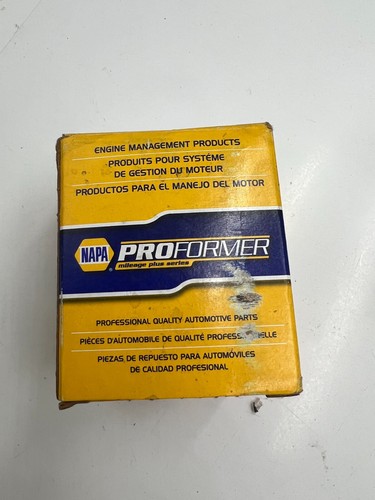 ENGINE MANAGEMENT PRODUCTS
PRODUITS POUR SYSTÈME
DE GESTION DU MOTEUR
PRODUCTOS PARA EL MANEJO DEL MOTOR
NAPA
PROFORMER
mileage plus series
PROFESSIONAL QUALITY AUTOMOTIVE PARTS
PIÈCES D'AUTOMOBILE DE QUALITÉ PROFESSIONNELLE
PIEZAS DE REPUESTO PARA AUTOMÓVILES
DE CALIDAD PROFESIONAL